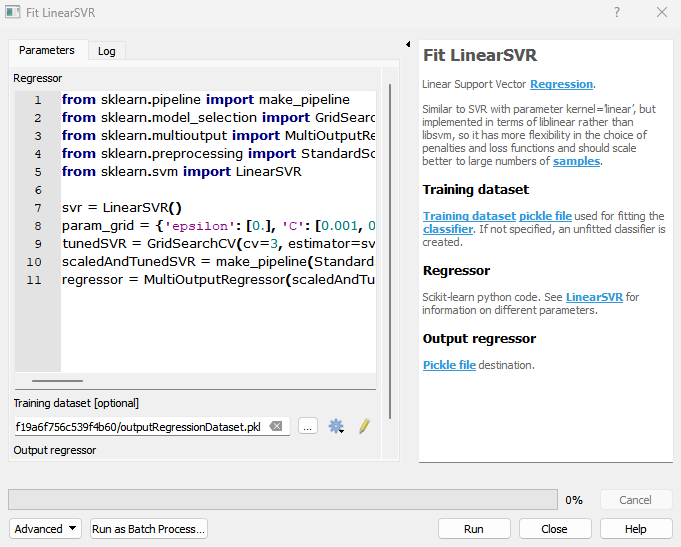 Fit LinearSVR
?
Parameters
Log
Regressor
1 from sklearn.pipeline import make_pipeline
2 from sklearn.model_selection import GridSearc
3 from sklearn.multioutput import MultiOutputRe
4 from sklearn.preprocessing import StandardSc
5 from sklearn.svm import LinearSVR
6
7 svr = LinearSVR()
8 param_grid = {'epsilon': [0.], 'C': [0.001, 0
9 tunedSVR = GridSearchCV(cv=3, estimator=sv
10 scaledAndTunedSVR = make_pipeline(Standard
11 regressor = MultiOutputRegressor(scaledAndTu
Training dataset [optional]
f19a6f756c539f4b60/outputRegressionDataset.pkl
...
Output regressor
Fit LinearSVR
Linear Support Vector Regression.
Similar to SVR with parameter kernel='linear', but
implemented in terms of liblinear rather than
libsvm, so it has more flexibility in the choice of
penalties and loss functions and should scale
better to large numbers of samples.
Training dataset
Training dataset pickle file used for fitting the
classifier. If not specified, an unfitted classifier is
created.
Regressor
Scikit-learn python code. See LinearSVR for
information on different parameters.
Output regressor
Pickle file destination.
0%
Cancel
Advanced
Run as Batch Process...
Run
Close
Help